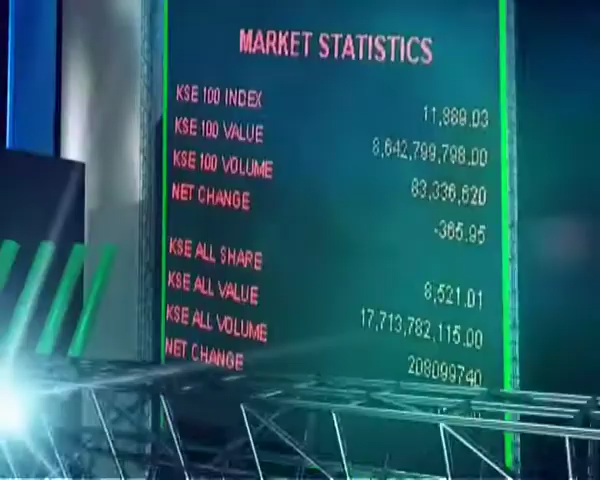 MARKET STATISTICS
KSE 100 INDEX 11,889.03
KSE 100 VALUE 8,642,799,798.00
KSE 100 VOLUME 83,336,620
NET CHANGE -365.95
KSE ALL SHARE 8,521.01
KSE ALL VALUE 17,713,782,115.00
KSE ALL VOLUME 208099740
NET CHANGE